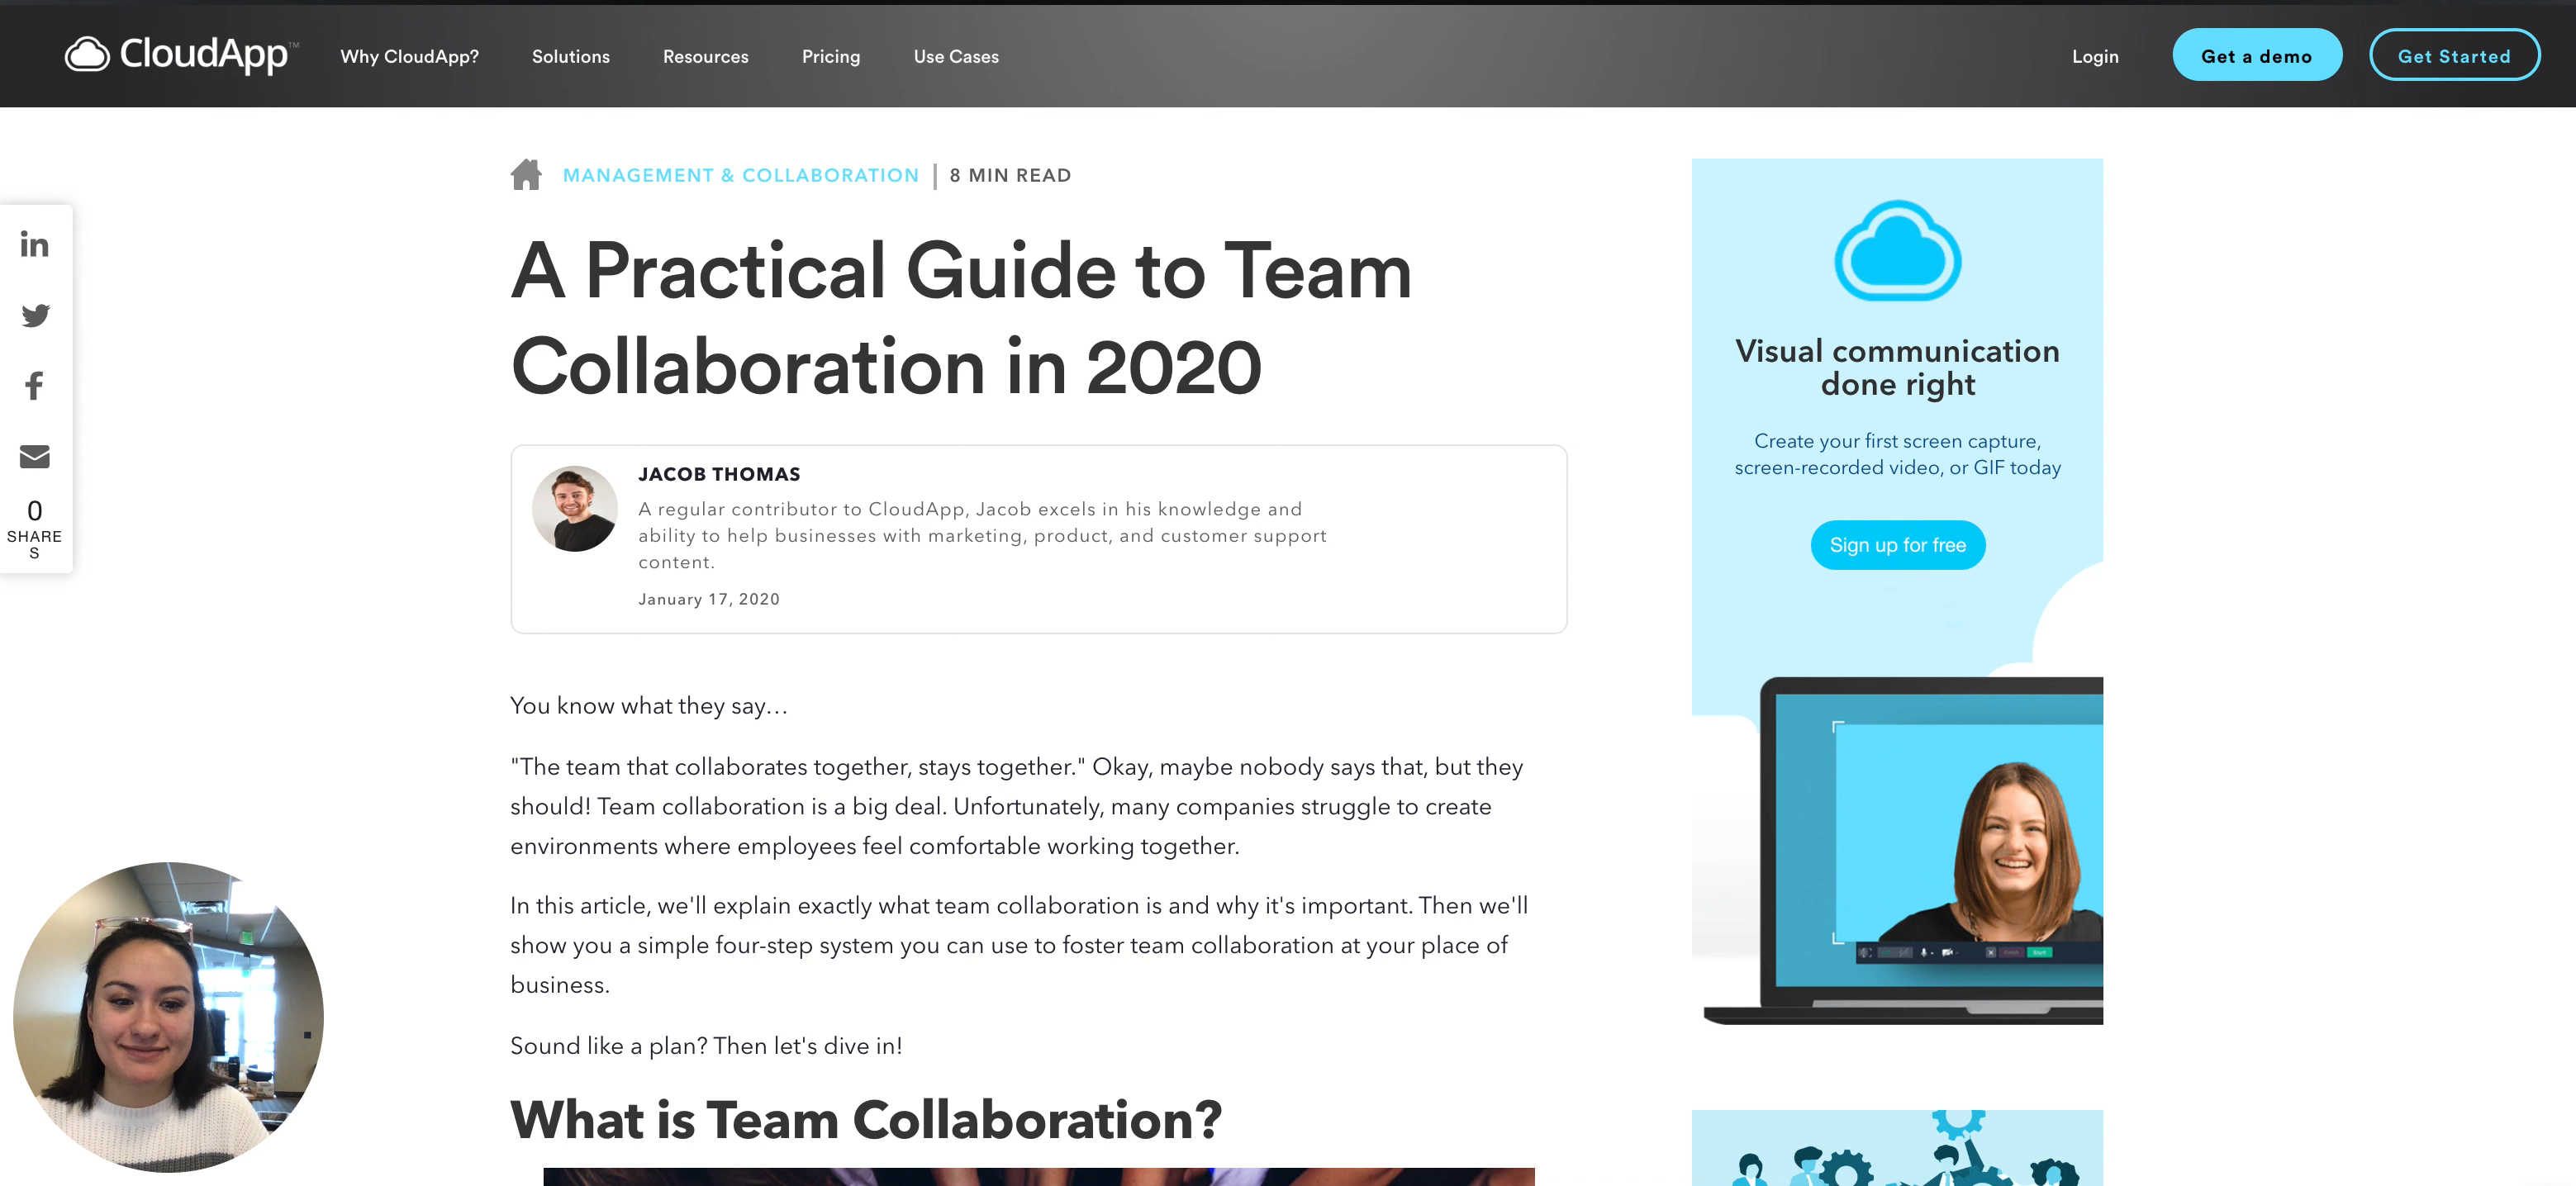 CloudApp™
Why CloudApp?
Solutions
Resources
Pricing
Use Cases
Login
Get a demo
Get Started
in
f
0
SHARE
S
MANAGEMENT & COLLABORATION
8 MIN READ
A Practical Guide to Team
Collaboration in 2020
JACOB THOMAS
A regular contributor to CloudApp, Jacob excels in his knowledge and
ability to help businesses with marketing, product, and customer support
content.
January 17, 2020
You know what they say…
"The team that collaborates together, stays together." Okay, maybe nobody says that, but they
should! Team collaboration is a big deal. Unfortunately, many companies struggle to create
environments where employees feel comfortable working together.
In this article, we'll explain exactly what team collaboration is and why it's important. Then we'll
show you a simple four-step system you can use to foster team collaboration at your place of
business.
Sound like a plan? Then let's dive in!
What is Team Collaboration?
Visual communication
done right
Create your first screen capture,
screen-recorded video, or GIF today
Sign up for free